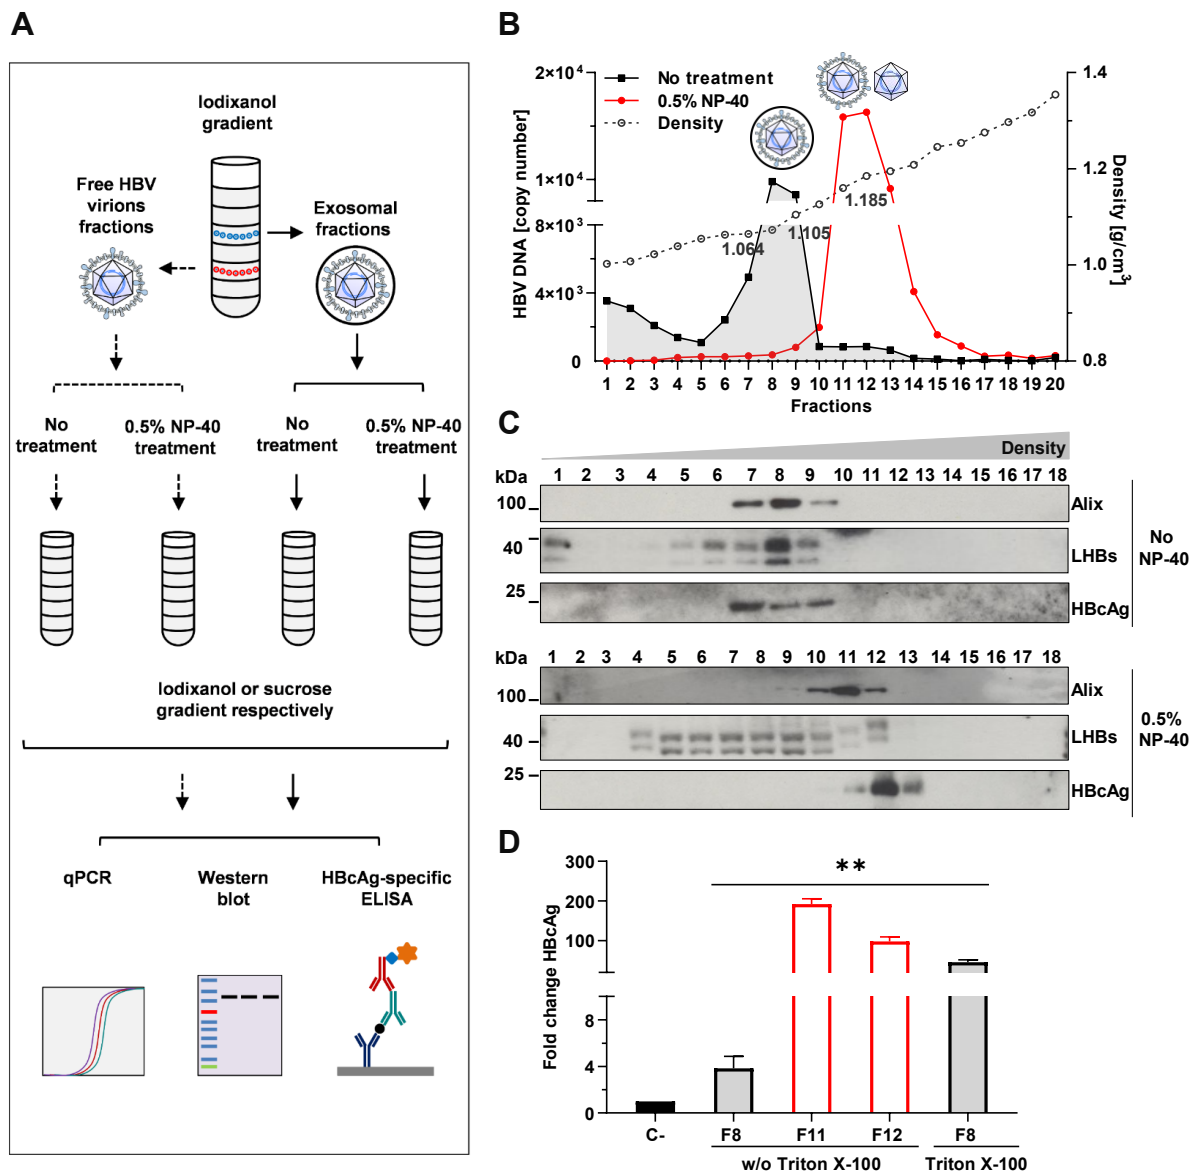 A
Iodixanol
gradient
Free HBV
virions
fractions
Exosomal
fractions
No
treatment
0.5% NP-40
treatment
No
treatment
0.5% NP-40
treatment
Iodixanol or sucrose
gradient respectively
qPCR
Western
blot
HBcAg-specific
ELISA
B
No treatment
0.5% NP-40
Density
HBV DNA [copy number]
2×10⁴
1×10⁴
8×10³
4×10³
0
1.4
1.2
1.0
0.8
Density [g/cm³]
1.064
1.105
1.185
1 2 3 4 5 6 7 8 9 10 11 12 13 14 15 16 17 18 19 20
Fractions
C
Density
kDa 1 2 3 4 5 6 7 8 9 10 11 12 13 14 15 16 17 18
100 Alix
40 LHBs
25 HBcAg
No
NP-40
kDa 1 2 3 4 5 6 7 8 9 10 11 12 13 14 15 16 17 18
100 Alix
40 LHBs
25 HBcAg
0.5%
NP-40
D
Fold change HBcAg
300
200
100
8
4
0
**
C- F8 F11 F12 F8
w/o Triton X-100 Triton X-100